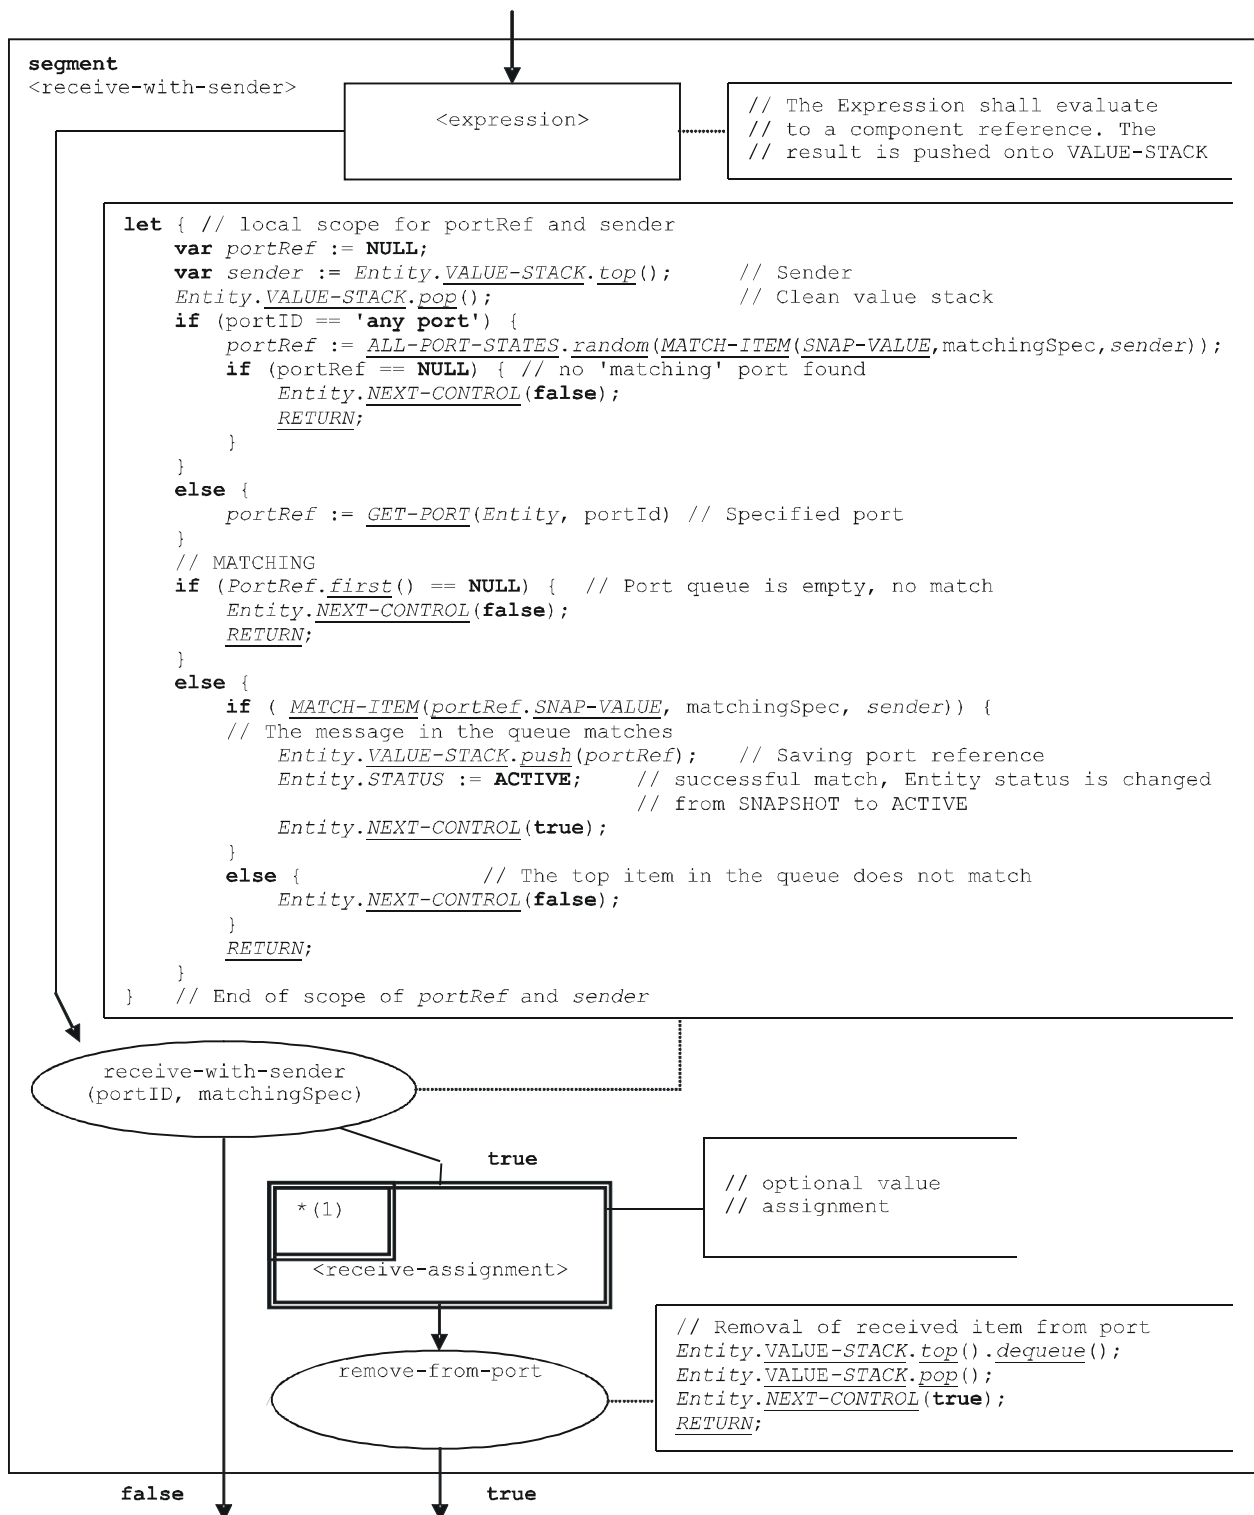 segment
<receive-with-sender>
<expression>
// The Expression shall evaluate
// to a component reference. The
// result is pushed onto VALUE-STACK
let { // local scope for portRef and sender
var portRef := NULL;
var sender := Entity.VALUE-STACK.top(); // Sender
Entity.VALUE-STACK.pop(); // Clean value stack
if (portID == 'any port') {
portRef := ALL-PORT-STATES.random(MATCH-ITEM(SNAP-VALUE,matchingSpec,sender));
if (portRef == NULL) { // no 'matching' port found
Entity.NEXT-CONTROL(false);
RETURN;
}
}
else {
portRef := GET-PORT(Entity, portId) // Specified port
}
// MATCHING
if (PortRef.first() == NULL) { // Port queue is empty, no match
Entity.NEXT-CONTROL(false);
RETURN;
}
else {
if ( MATCH-ITEM(portRef.SNAP-VALUE, matchingSpec, sender)) {
// The message in the queue matches
Entity.VALUE-STACK.push(portRef); // Saving port reference
Entity.STATUS := ACTIVE; // successful match, Entity status is changed
// from SNAPSHOT to ACTIVE
Entity.NEXT-CONTROL(true);
}
else { // The top item in the queue does not match
Entity.NEXT-CONTROL(false);
}
RETURN;
}
} // End of scope of portRef and sender
receive-with-sender
(portID, matchingSpec)
true
*(1)
<receive-assignment>
// optional value
// assignment
remove-from-port
// Removal of received item from port
Entity.VALUE-STACK.top().dequeue();
Entity.VALUE-STACK.pop();
Entity.NEXT-CONTROL(true);
RETURN;
false
true